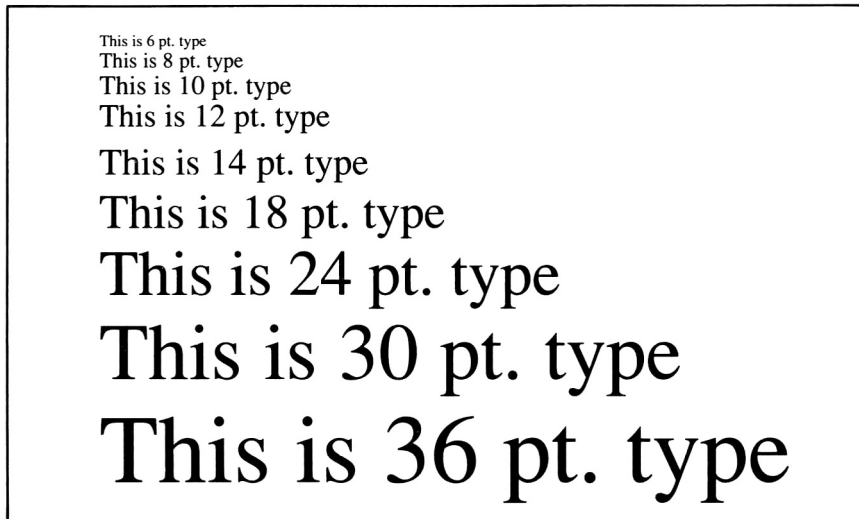 This is 6 pt. type
This is 8 pt. type
This is 10 pt. type
This is 12 pt. type
This is 14 pt. type
This is 18 pt. type
This is 24 pt. type
This is 30 pt. type
This is 36 pt. type